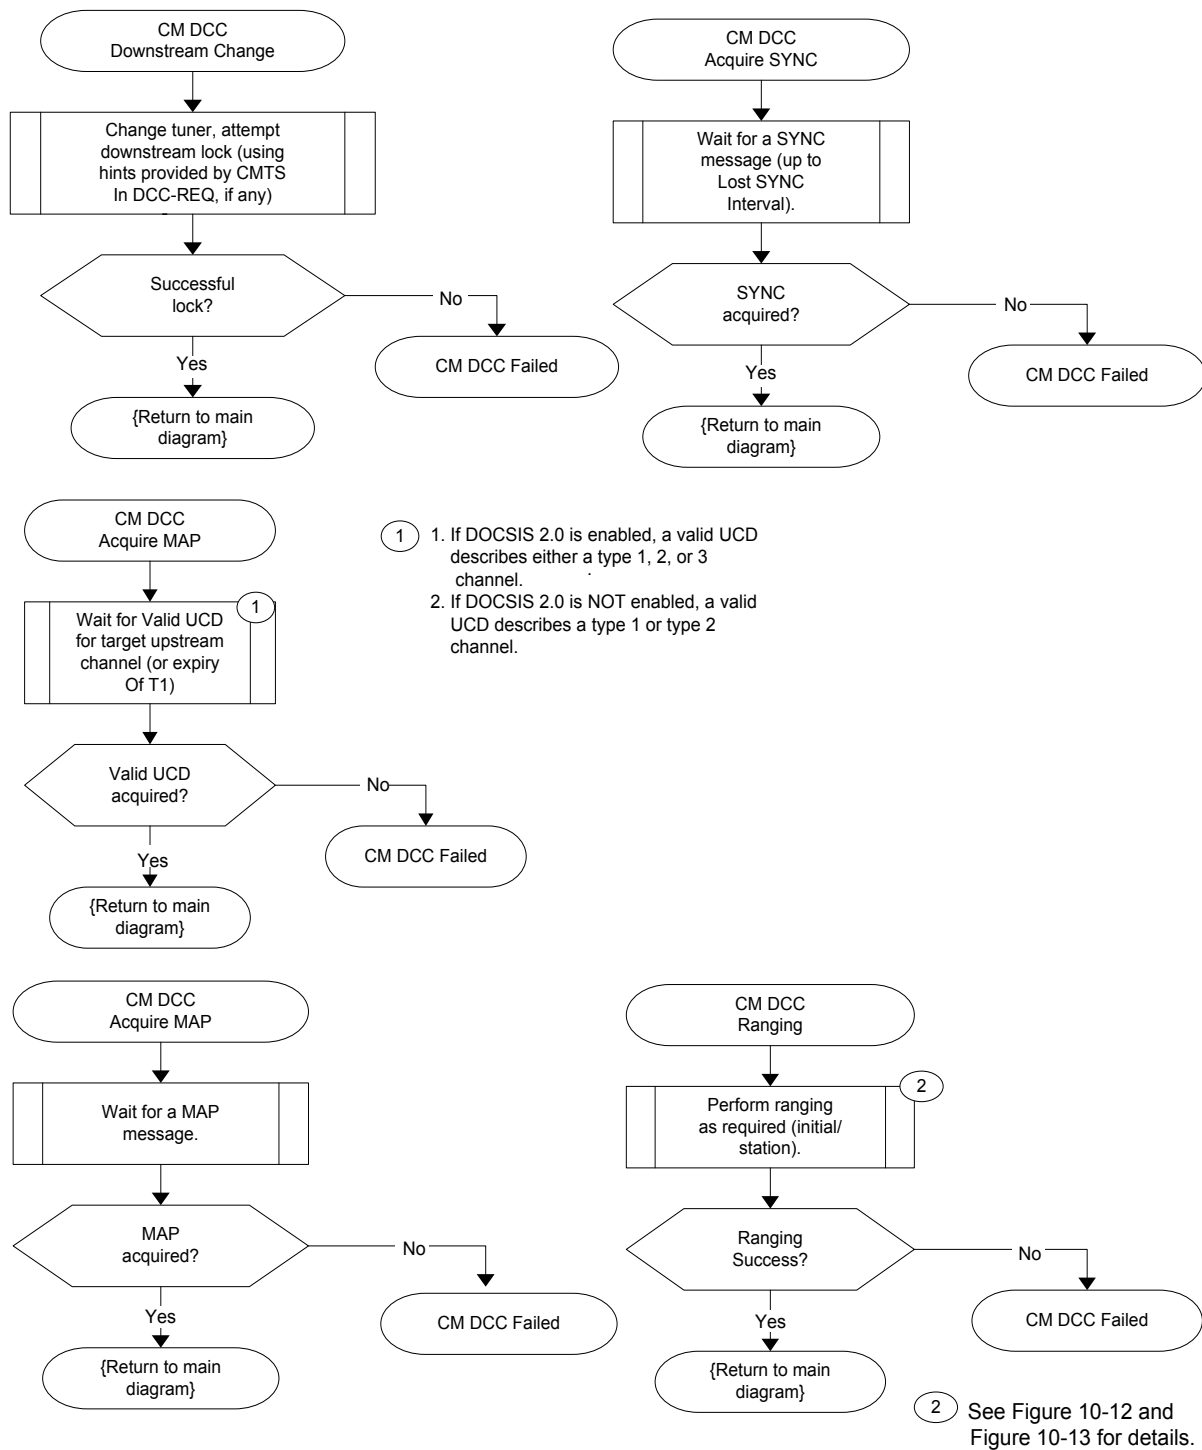 CM DCC
Downstream Change
Change tuner, attempt
downstream lock (using
hints provided by CMTS
In DCC-REQ, if any)
Successful
lock?
No
CM DCC Failed
Yes
{Return to main
diagram}
CM DCC
Acquire SYNC
Wait for a SYNC
message (up to
Lost SYNC
Interval).
SYNC
acquired?
No
CM DCC Failed
Yes
{Return to main
diagram}
CM DCC
Acquire MAP
1
Wait for Valid UCD
for target upstream
channel (or expiry
Of T1)
Valid UCD
acquired?
No
CM DCC Failed
Yes
{Return to main
diagram}
1
1. If DOCSIS 2.0 is enabled, a valid UCD
describes either a type 1, 2, or 3
channel.
2. If DOCSIS 2.0 is NOT enabled, a valid
UCD describes a type 1 or type 2
channel.
CM DCC
Acquire MAP
Wait for a MAP
message.
MAP
acquired?
No
CM DCC Failed
Yes
{Return to main
diagram}
CM DCC
Ranging
2
Perform ranging
as required (initial/
station).
Ranging
Success?
No
CM DCC Failed
Yes
{Return to main
diagram}
2
See Figure 10-12 and
Figure 10-13 for details.